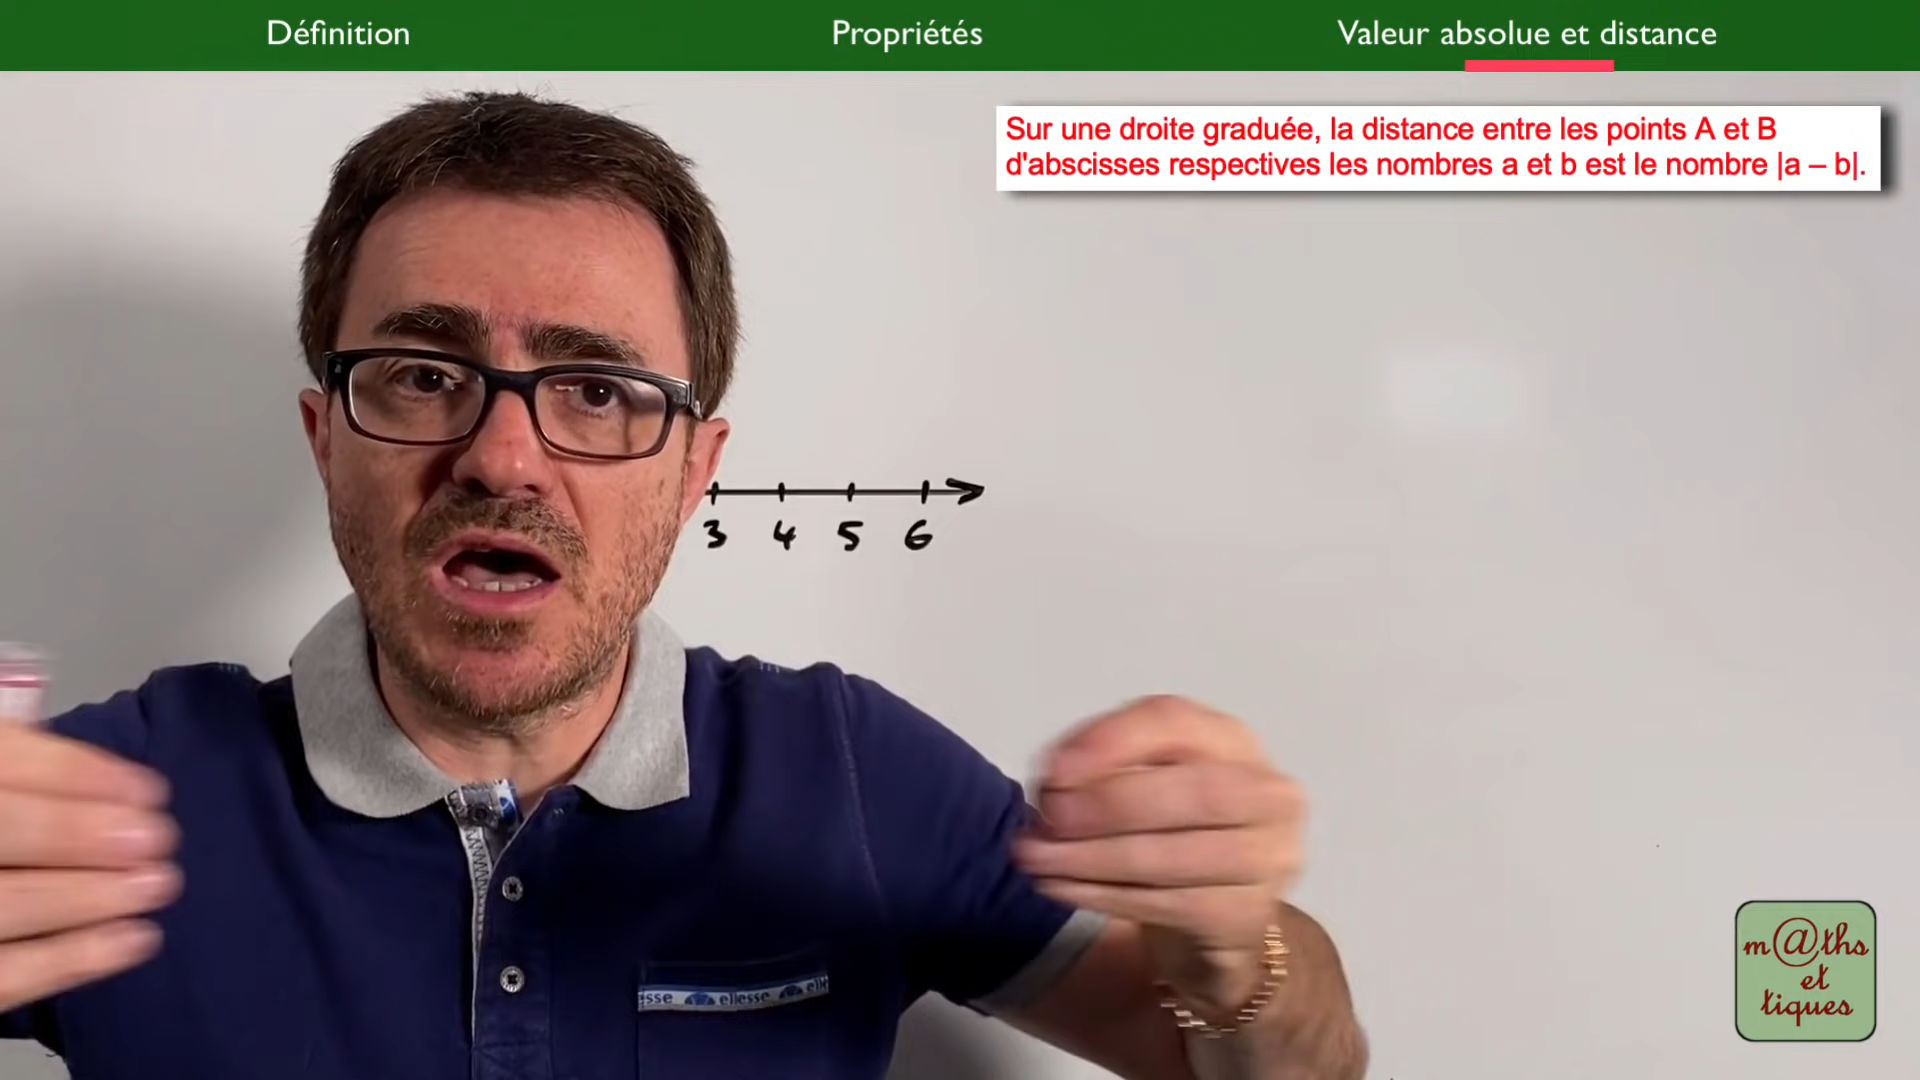 Définition Propriétés Valeur absolue et distance
Sur une droite graduée, la distance entre les points A et B
d'abscisses respectives les nombres a et b est le nombre |a – b|.
3 4 5 6
ellesse
m@ths
et
tiques